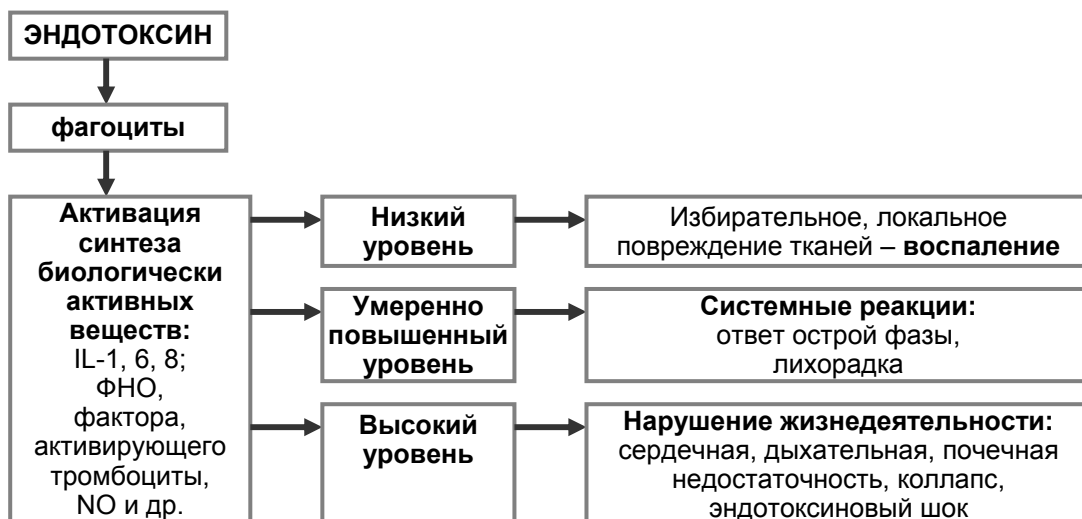 ЭНДОТОКСИН
фагоциты
Активация
синтеза
биологически
активных
веществ:
IL-1, 6, 8;
ФНО,
фактора,
активирующего
тромбоциты,
NO и др.
Низкий
уровень
Избирательное, локальное
повреждение тканей – воспаление
Умеренно
повышенный
уровень
Системные реакции:
ответ острой фазы,
лихорадка
Высокий
уровень
Нарушение жизнедеятельности:
сердечная, дыхательная, почечная
недостаточность, коллапс,
эндотоксиновый шок